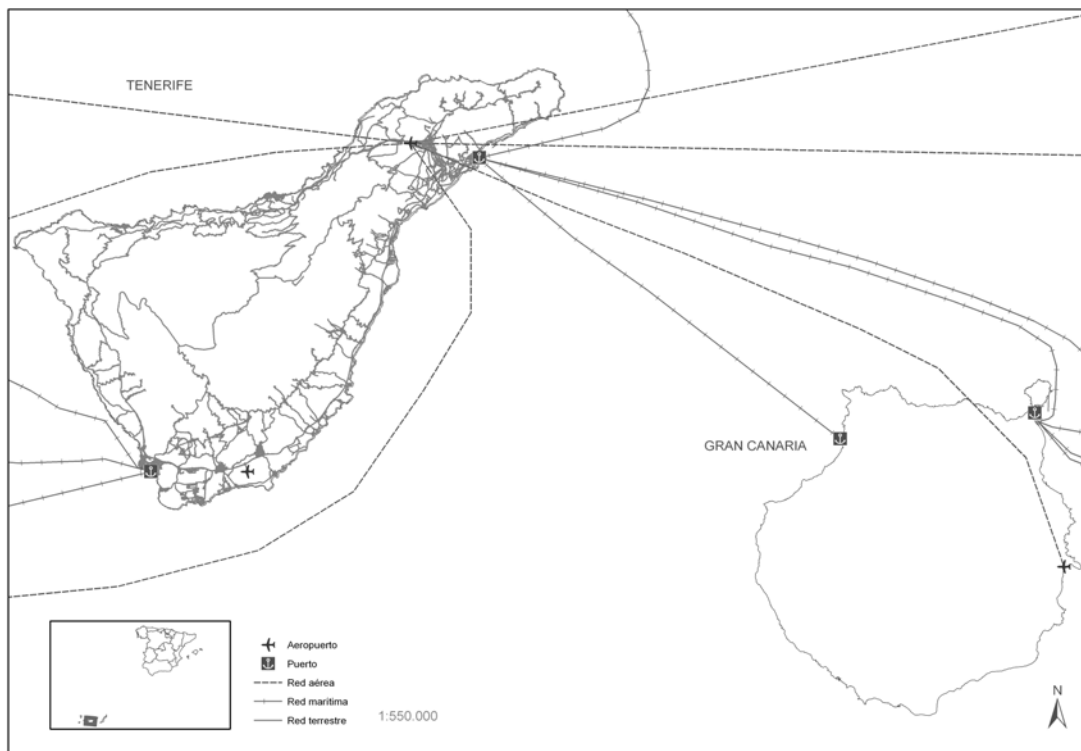 TENERIFE
GRAN CANARIA
Aeropuerto
Puerto
Red aérea
Red marítima
Red terrestre
1:550.000
N